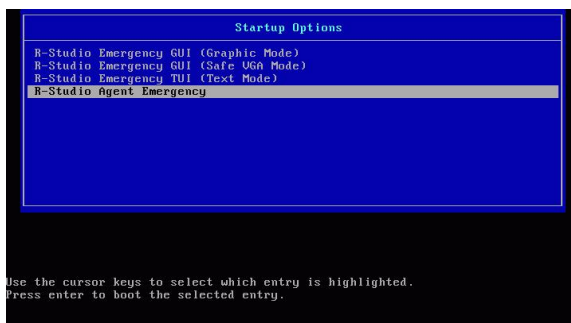 Startup Options
R-Studio Emergency GUI (Graphic Mode)
R-Studio Emergency GUI (Safe VGA Mode)
R-Studio Emergency TUI (Text Mode)
R-Studio Agent Emergency
Use the cursor keys to select which entry is highlighted.
Press enter to boot the selected entry.